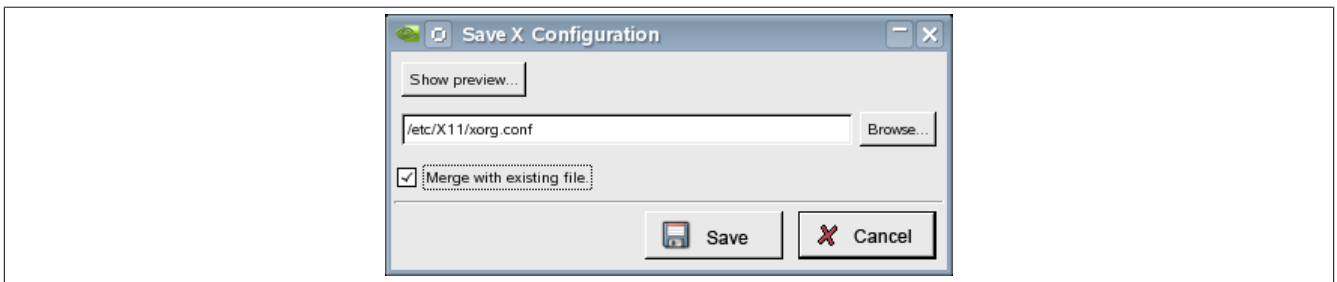 Save X Configuration
Show preview...
/etc/X11/xorg.conf
Browse...
Merge with existing file.
Save
Cancel